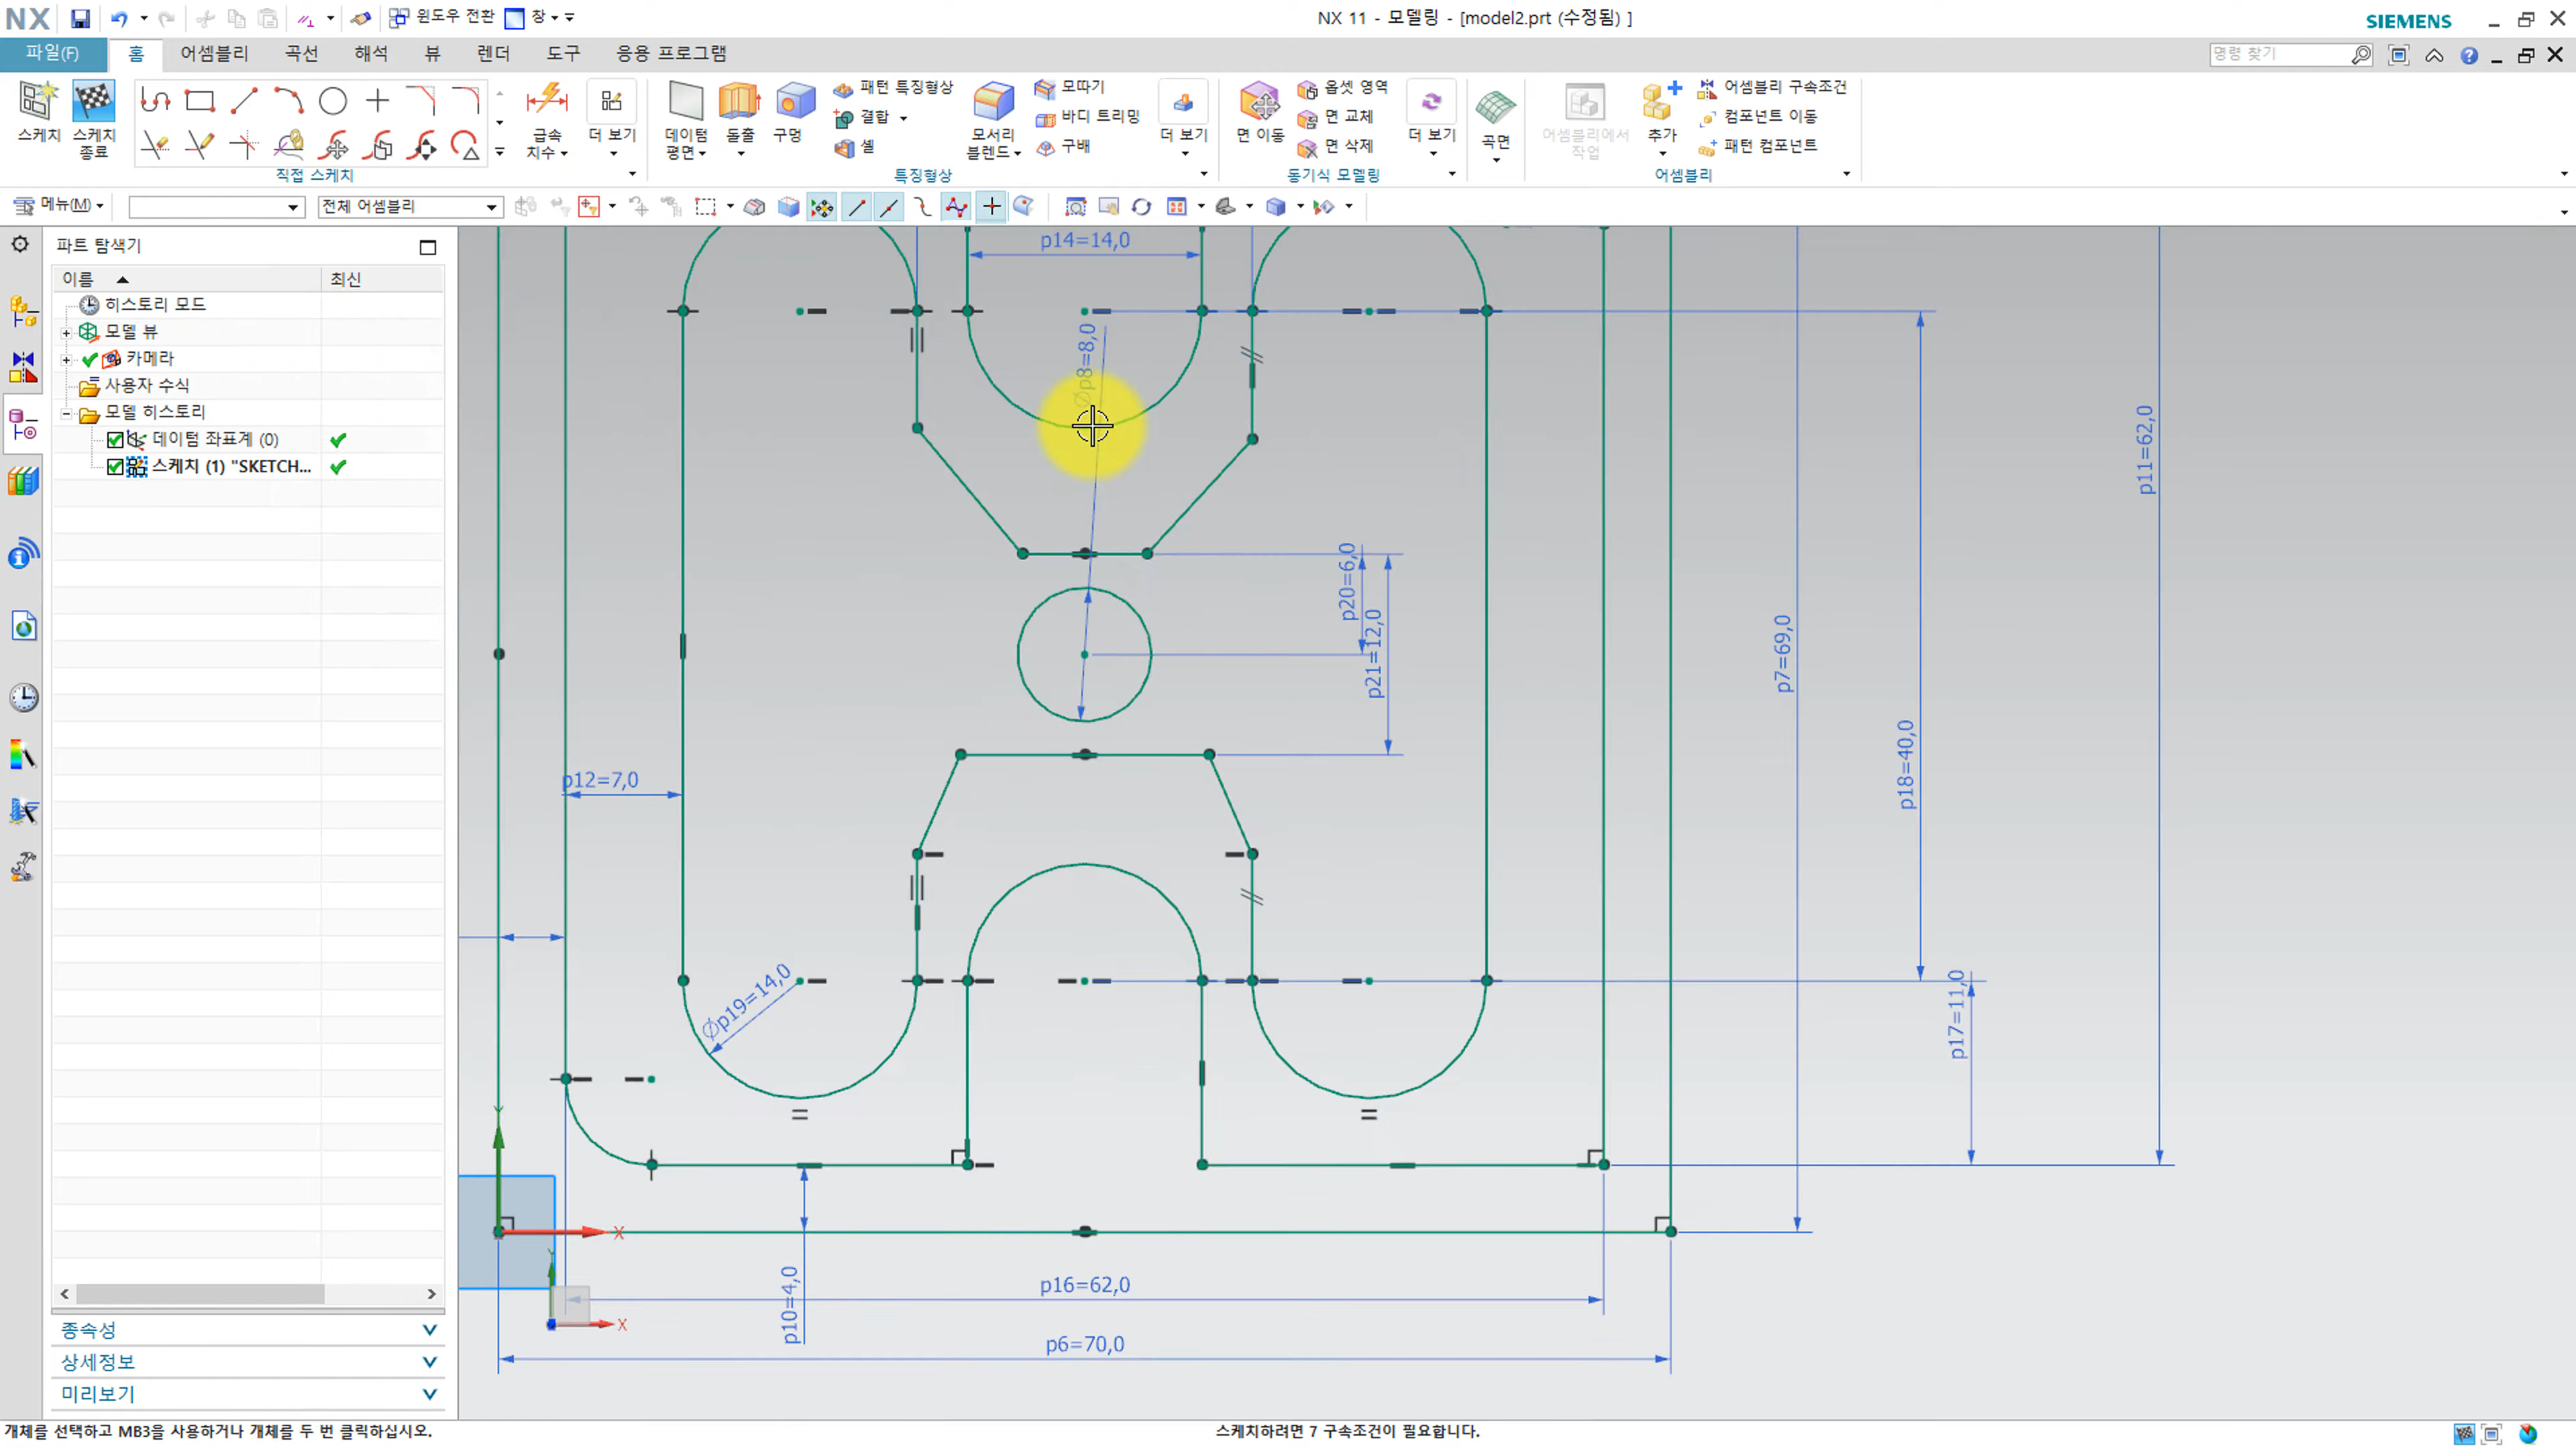 NX
윈도우 전환
창
NX 11 - 모델링 - [model2.prt (수정됨) ]
SIEMENS
파일(F)
홈
어셈블리
곡선
해석
뷰
렌더
도구
응용 프로그램
명령 찾기
스케치
스케치
종료
급속
치수
더 보기
직접 스케치
데이텀
평면
돌출
구멍
패턴 특징형상
결합
셸
모서리
블렌드
모따기
바디 트리밍
구배
더 보기
특징형상
면 이동
옵셋 영역
면 교체
면 삭제
더 보기
동기식 모델링
곡면
어셈블리에서
작업
추가
어셈블리 구속조건
컴포넌트 이동
패턴 컴포넌트
어셈블리
메뉴(M)
전체 어셈블리
파트 탐색기
이름
최신
히스토리 모드
모델 뷰
카메라
사용자 수식
모델 히스토리
데이텀 좌표계 (0)
스케치 (1) "SKETCH...
종속성
상세정보
미리보기
p14=14,0
Øp8=8,0
p20=6,0
p21=12,0
p11=62,0
p7=69,0
p18=40,0
p12=7,0
Øp19=14,0
p17=11,0
p10=4,0
p16=62,0
p6=70,0
X
Y
X
Y
개체를 선택하고 MB3을 사용하거나 개체를 두 번 클릭하십시오.
스케치하려면 7 구속조건이 필요합니다.